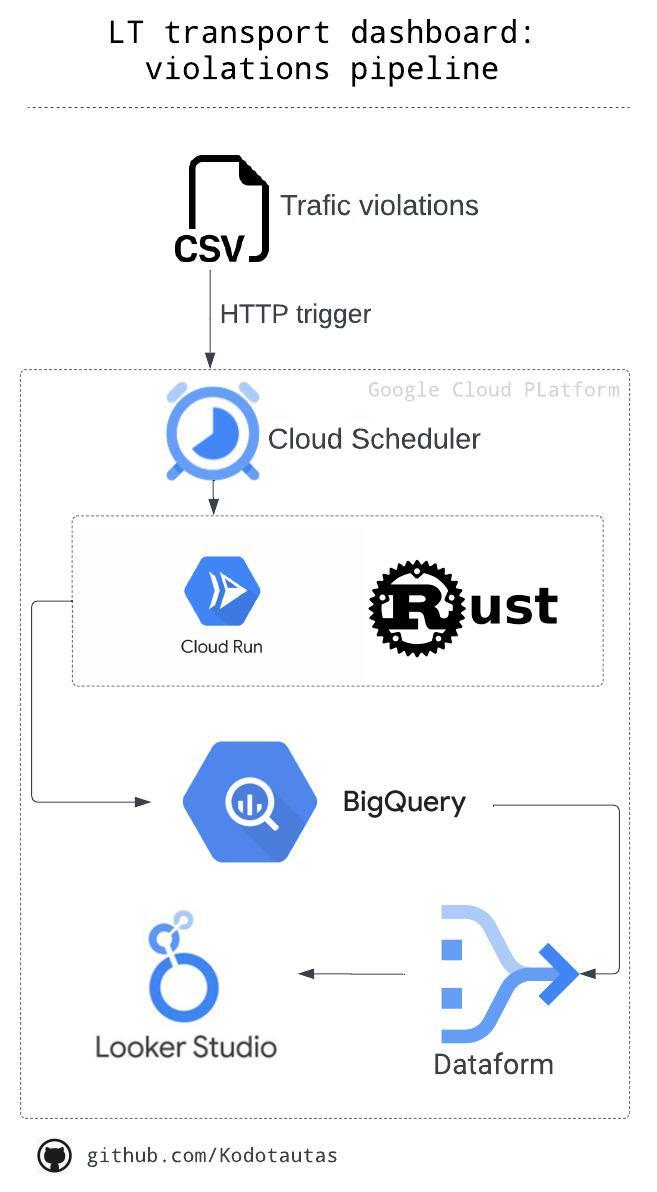 LT transport dashboard:
violations pipeline
Trafic violations
CSV
HTTP trigger
Google Cloud PLatform
Cloud Scheduler
Rust
Cloud Run
BigQuery
Looker Studio
Dataform
github.com/Kodotautas